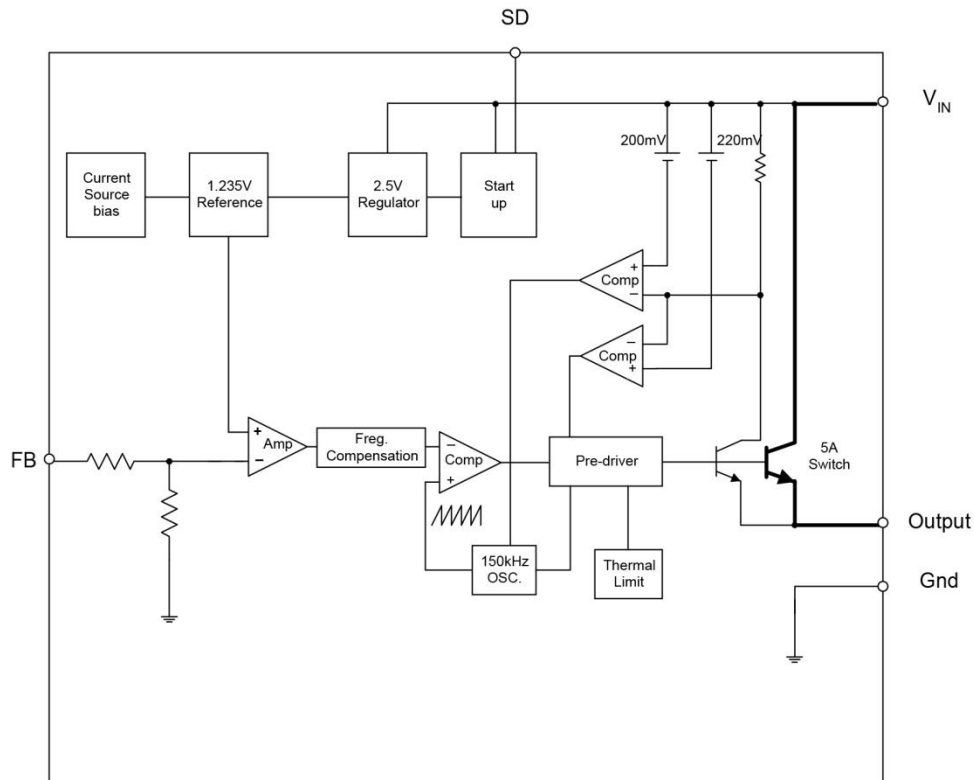 SD
V_IN
200mV
220mV
Current
Source
bias
1.235V
Reference
2.5V
Regulator
Start
up
+
Comp
−
−
Comp
+
+
Amp
−
Freg.
Compensation
−
Comp
+
Pre-driver
5A
Switch
FB
Output
150kHz
OSC.
Thermal
Limit
Gnd